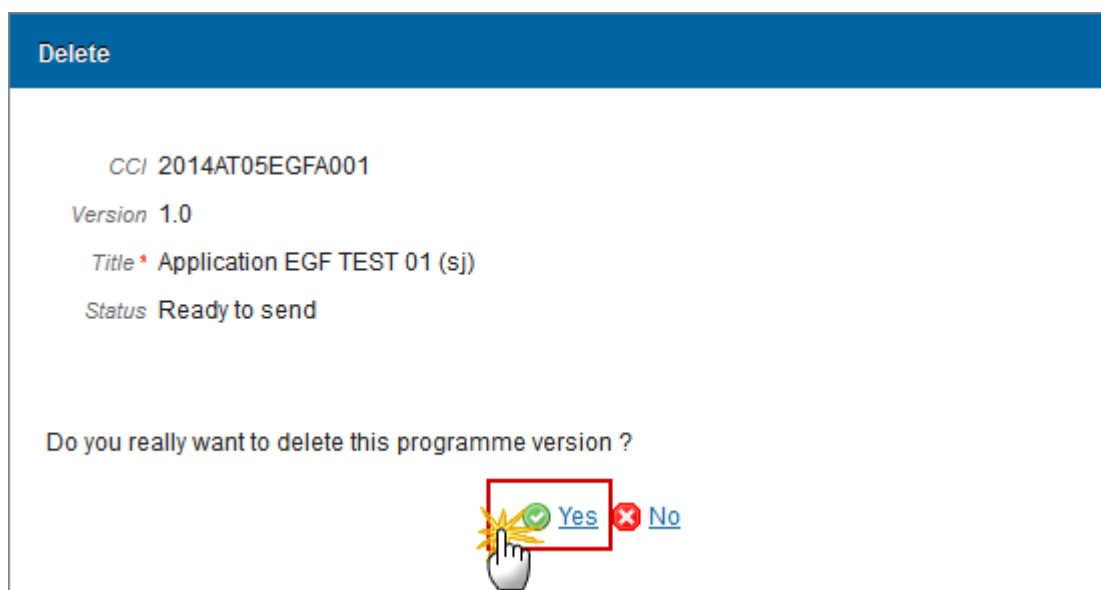 Delete
CCI 2014AT05EGFA001
Version 1.0
Title * Application EGF TEST 01 (sj)
Status Ready to send
Do you really want to delete this programme version ?
Yes No